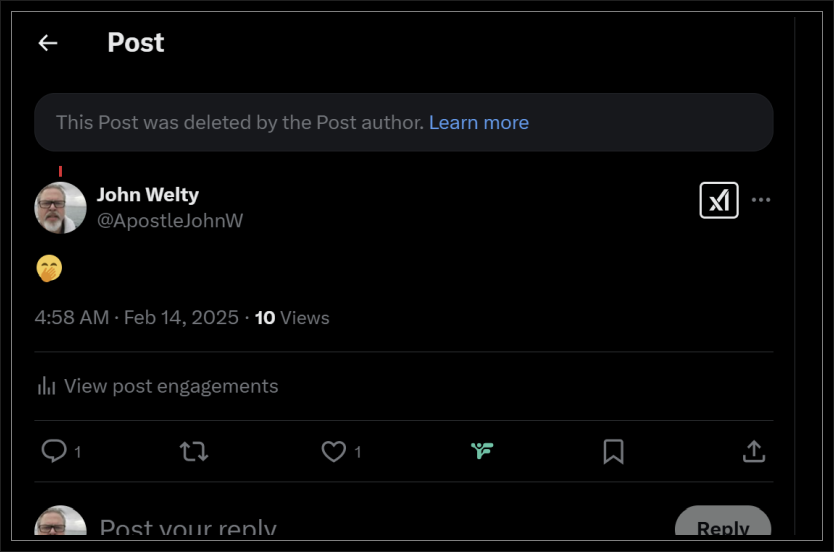 Post
This Post was deleted by the Post author. Learn more
John Welty
@ApostleJohnW
🤭
4:58 AM · Feb 14, 2025 · 10 Views
View post engagements
1
1
Post your reply
Reply